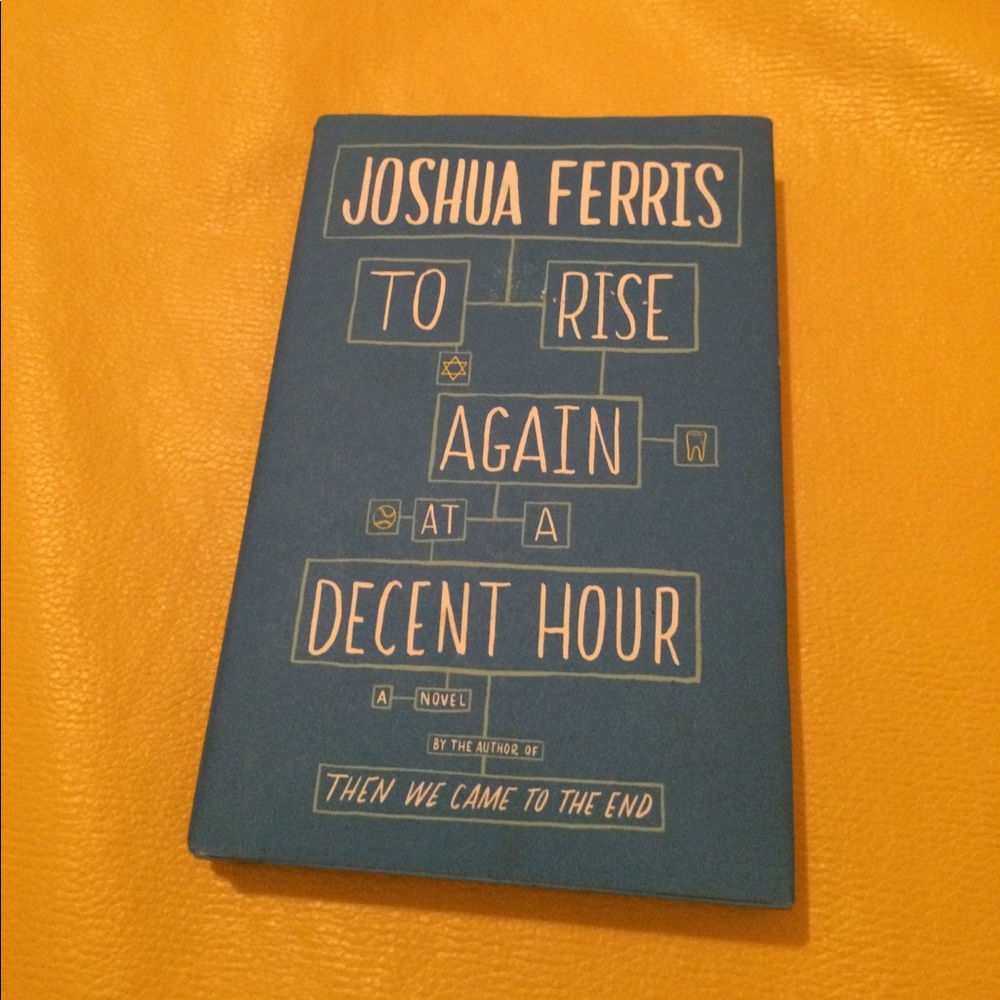 JOSHUA FERRIS
TO RISE
AGAIN
AT A
DECENT HOUR
A NOVEL
BY THE AUTHOR OF
THEN WE CAME TO THE END